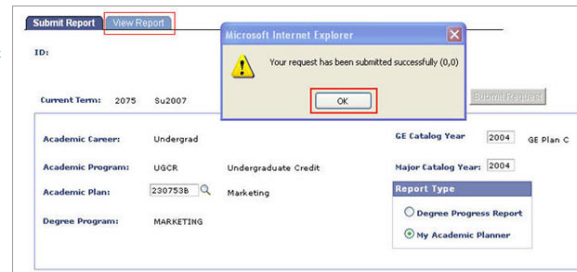 Submit Report View Report
Microsoft Internet Explorer
ID:
Your request has been submitted successfully (0,0)
OK
Current Term: 2075 Su2007
Submit Request
Academic Career: Undergrad
GE Catalog Year 2004 GE Plan C
Academic Program: UGCR Undergraduate Credit
Major Catalog Year: 2004
Academic Plan: 230753B Marketing
Report Type
Degree Progress Report
Degree Program: MARKETING
My Academic Planner